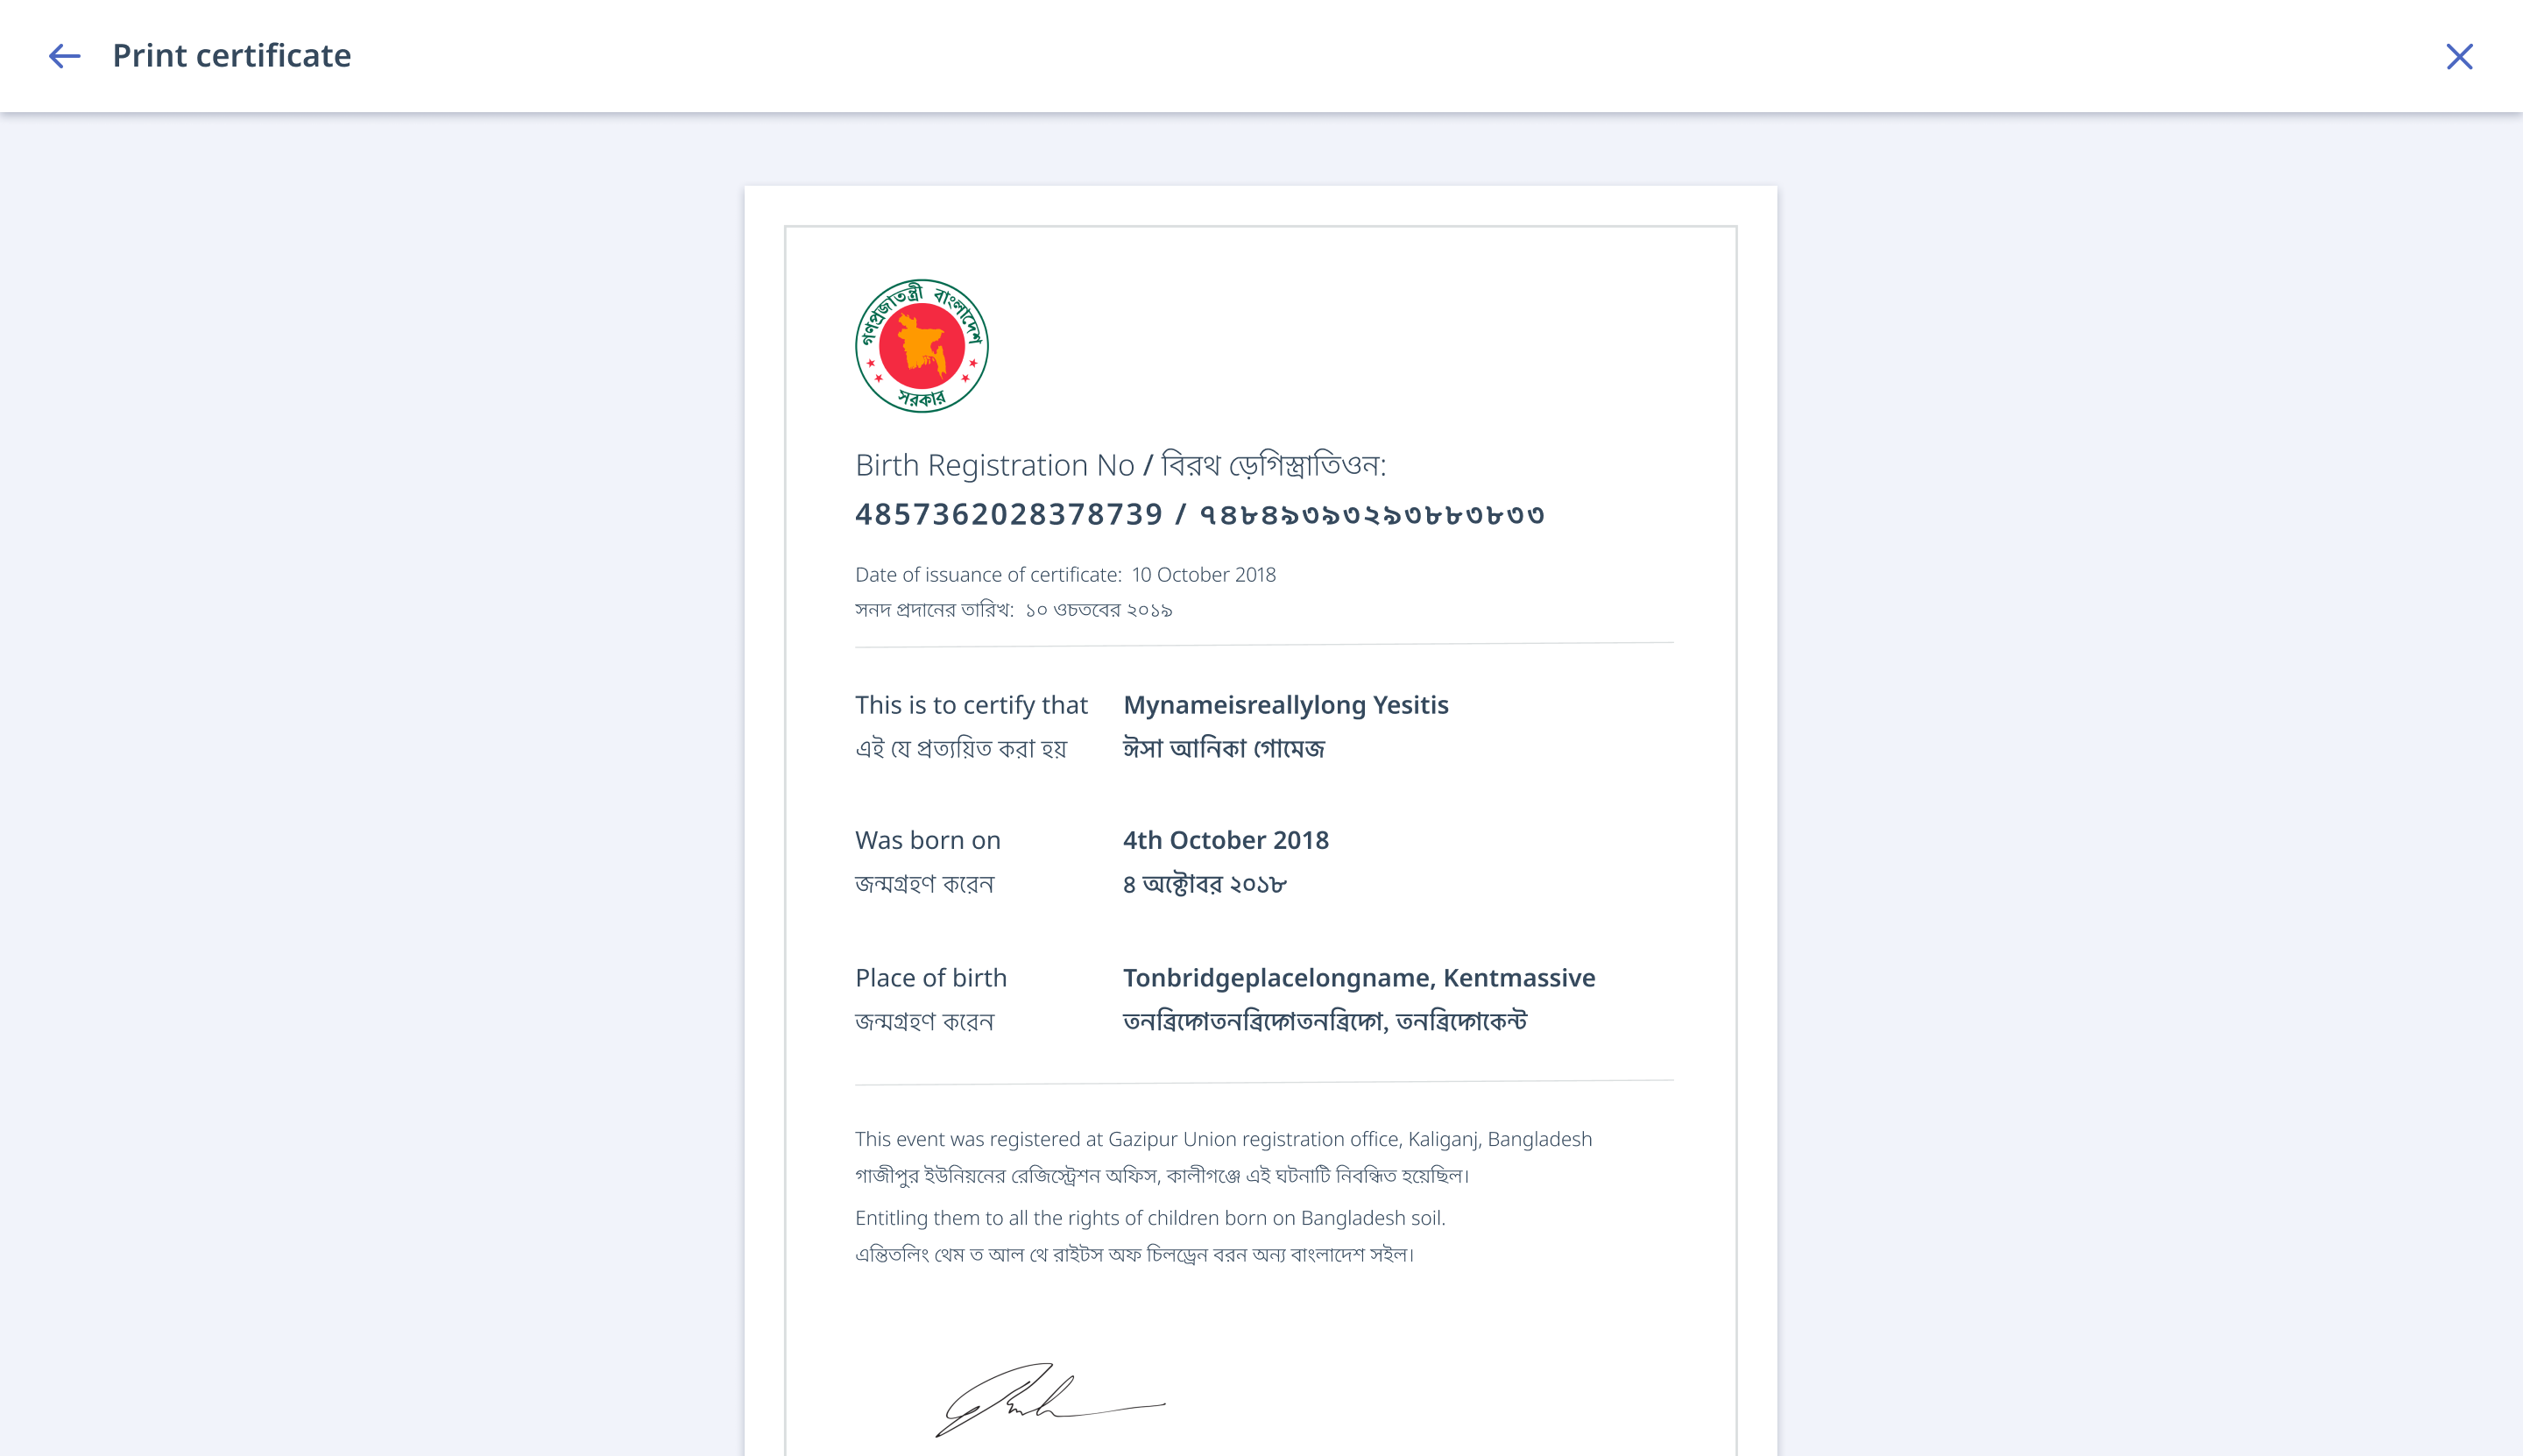 Print certificate
গণপ্রজাতন্ত্রী বাংলাদেশ
সরকার
Birth Registration No / বিরথ ড়েগিস্ত্রাতিওন:
4857362028378739 / ৭৪৮৪৯৩৯৩২৯৩৮৮৩৮৩৩
Date of issuance of certificate: 10 October 2018
সনদ প্রদানের তারিখ: ১০ ওচতবের ২০১৯
This is to certify that Mynameisreallylong Yesitis
এই যে প্রত্যয়িত করা হয় ঈসা আনিকা গোমেজ
Was born on 4th October 2018
জন্মগ্রহণ করেন ৪ অক্টোবর ২০১৮
Place of birth Tonbridgeplacelongname, Kentmassive
জন্মগ্রহণ করেন
This event was registered at Gazipur Union registration office, Kaliganj, Bangladesh
গাজীপুর ইউনিয়নের রেজিস্ট্রেশন অফিস, কালীগঞ্জে এই ঘটনাটি নিবন্ধিত হয়েছিল।
Entitling them to all the rights of children born on Bangladesh soil.
এন্তিতলিং থেম ত আল থে রাইটস অফ চিলড্রেন বরন অন্য বাংলাদেশ সইল।